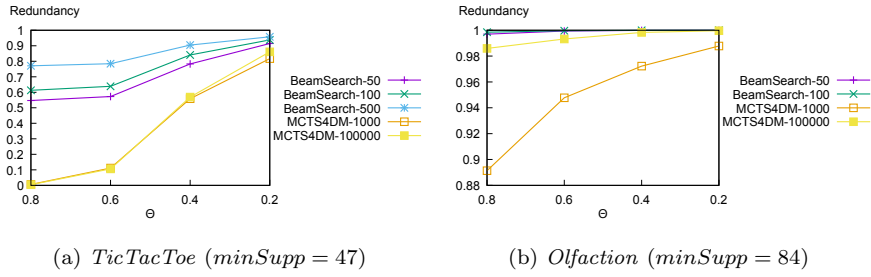 Redundancy
1
0.9
0.8
0.7
0.6
0.5
0.4
0.3
0.2
0.1
0
0.8 0.6 0.4 0.2
Θ
BeamSearch-50
BeamSearch-100
BeamSearch-500
MCTS4DM-1000
MCTS4DM-100000
(a) TicTacToe (minSupp = 47)
Redundancy
1
0.98
0.96
0.94
0.92
0.9
0.88
0.8 0.6 0.4 0.2
Θ
BeamSearch-50
BeamSearch-100
MCTS4DM-1000
MCTS4DM-100000
(b) Olfaction (minSupp = 84)